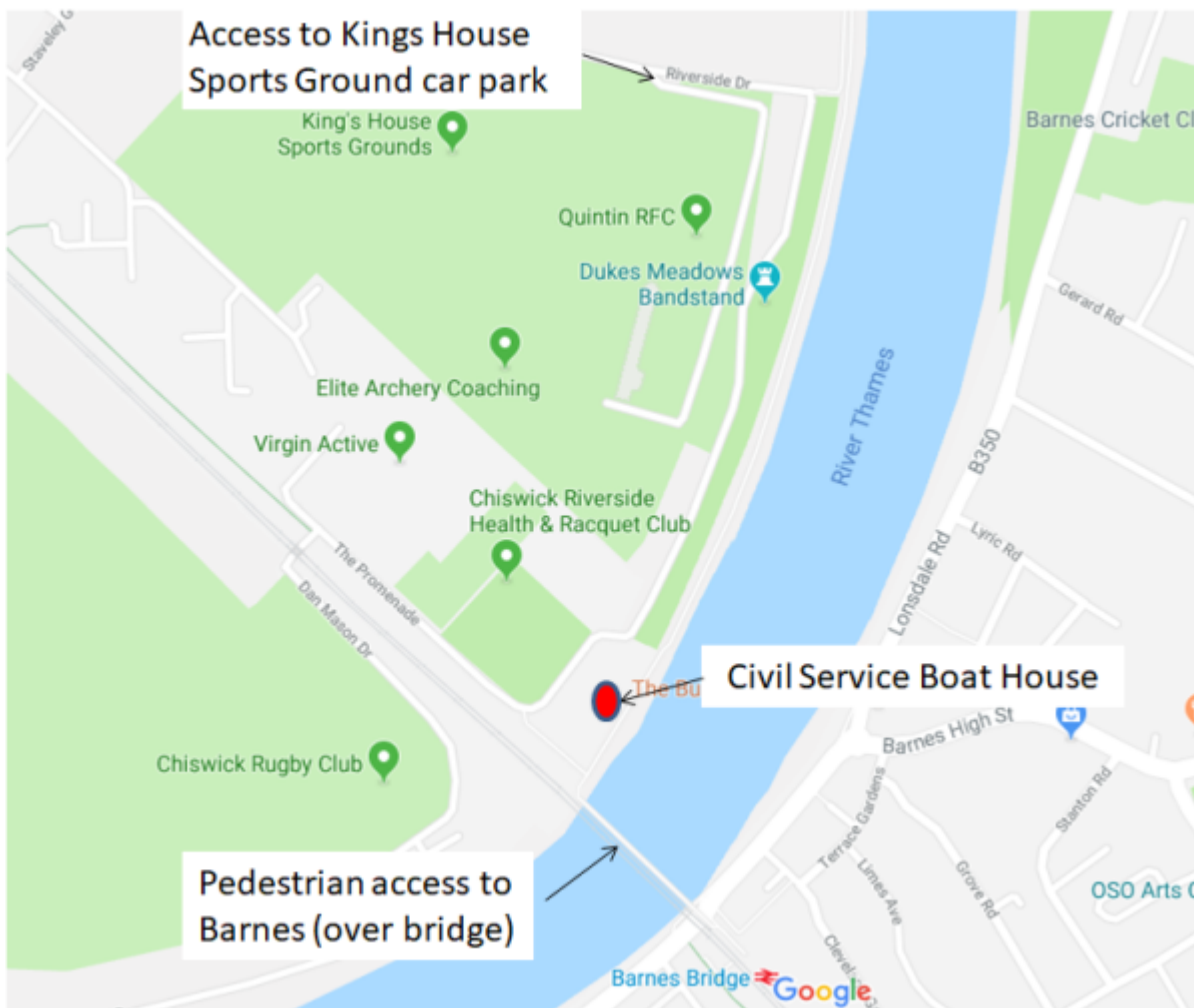 Access to Kings House
Sports Ground car park
Staveley G
Riverside Dr
King's House
Sports Grounds
Barnes Cricket Cl
Quintin RFC
Dukes Meadows
Bandstand
Gerard Rd
Elite Archery Coaching
River Thames
Virgin Active
B350
Chiswick Riverside
Health & Racquet Club
Lyric Rd
The Promenade
Dan Mason Dr
Lonsdale Rd
Civil Service Boat House
The Bu
Barnes High St
Chiswick Rugby Club
Stanton Rd
Terrace Gardens
Pedestrian access to
Barnes (over bridge)
Limes Ave
Grove Rd
OSO Arts C
Barnes Bridge
Google